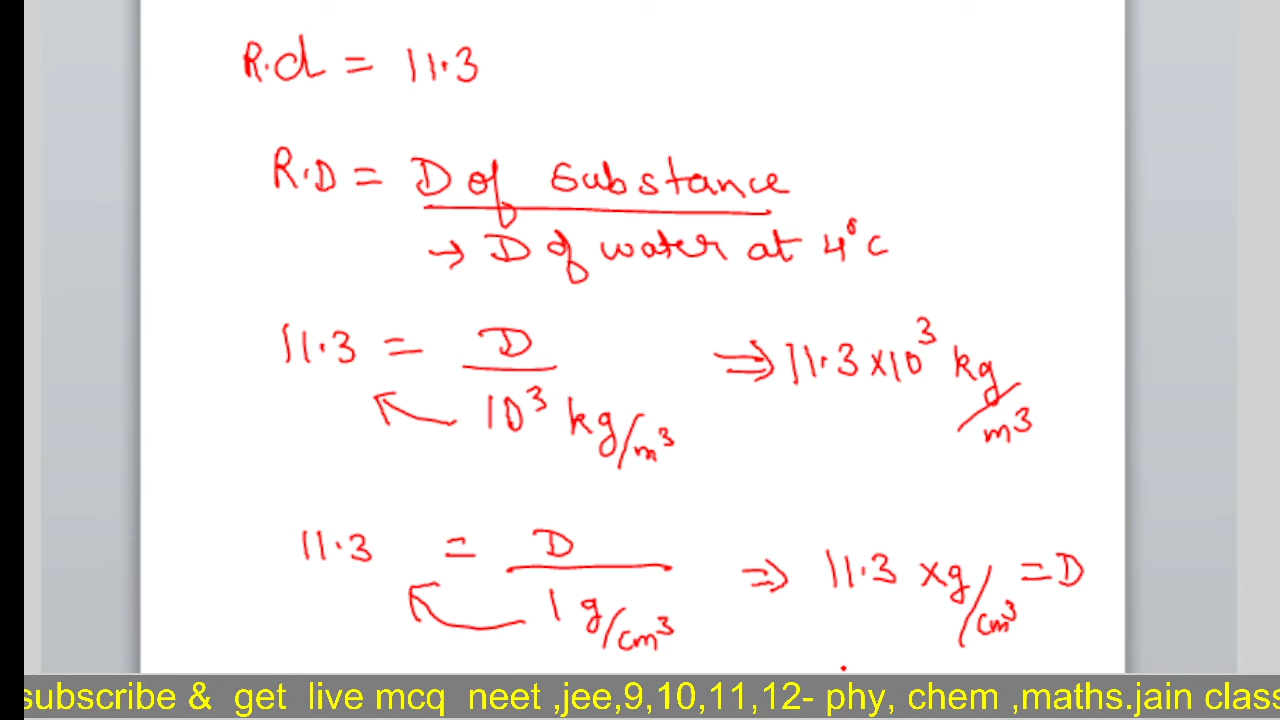 R.d = 11.3
R.D = D of Substance
→ D of water at 4°C
11.3 = D / 10³ kg/m³ ⇒ 11.3 × 10³ kg/m³
11.3 = D / 1 g/cm³ ⇒ 11.3 × g/cm³ = D
subscribe & get live mcq neet ,jee,9,10,11,12- phy, chem ,maths.jain class